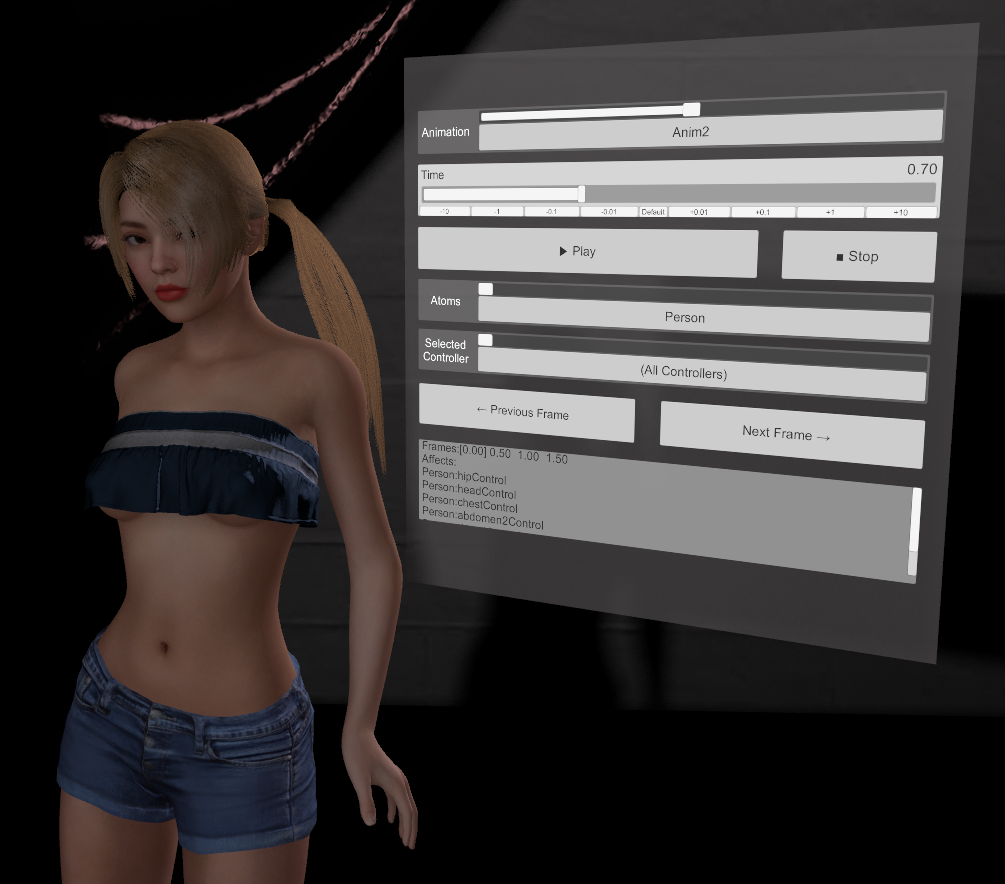 Animation
Anim2
Time
0.70
-10 -1 -0.1 -0.01 Default +0.01 +0.1 +1 +10
▶ Play
■ Stop
Atoms
Person
Selected
Controller
(All Controllers)
← Previous Frame
Next Frame →
Frames:[0.00] 0.50 1.00 1.50
Affects:
Person:hipControl
Person:headControl
Person:chestControl
Person:abdomen2Control